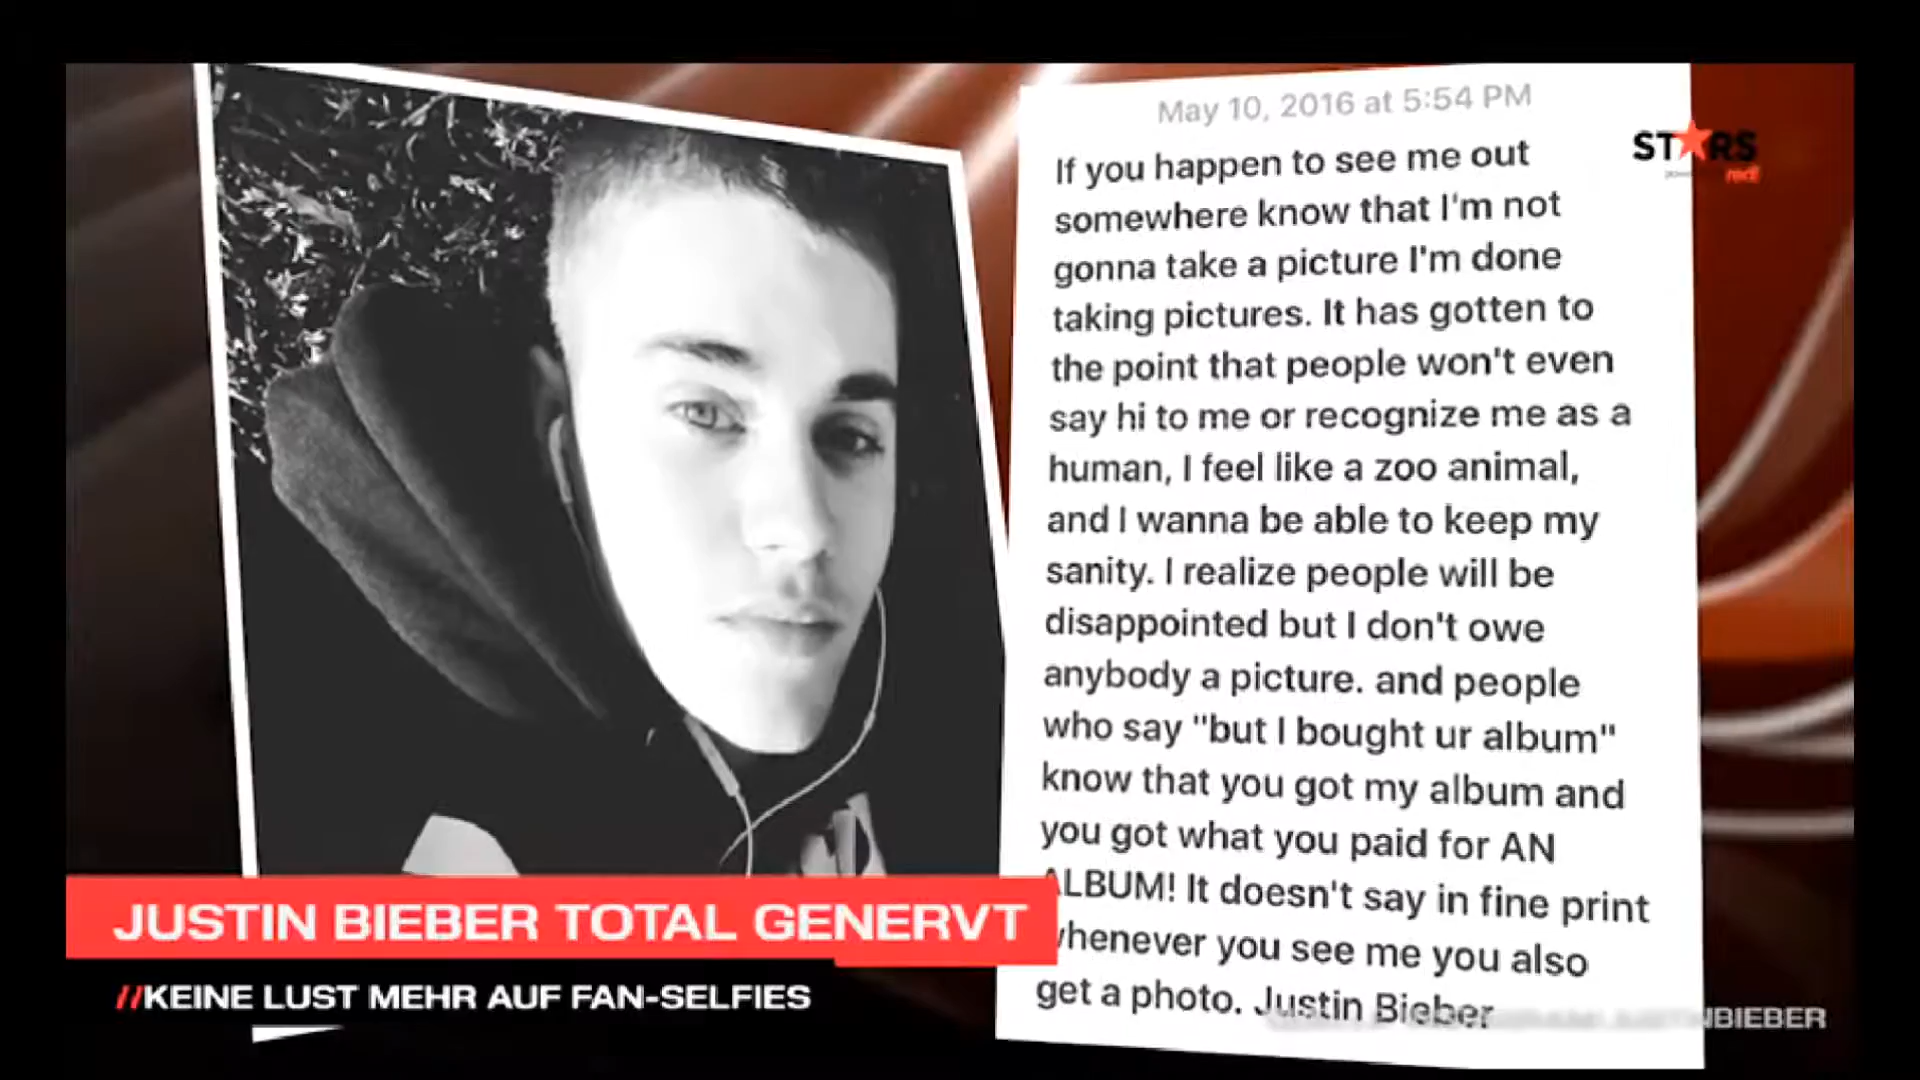 May 10, 2016 at 5:54 PM
If you happen to see me out
somewhere know that I'm not
gonna take a picture I'm done
taking pictures. It has gotten to
the point that people won't even
say hi to me or recognize me as a
human, I feel like a zoo animal,
and I wanna be able to keep my
sanity. I realize people will be
disappointed but I don't owe
anybody a picture. and people
who say "but I bought ur album"
know that you got my album and
you got what you paid for AN
ALBUM! It doesn't say in fine print
whenever you see me you also
get a photo. Justin Bieber
ST★RS
red!
JUSTIN BIEBER TOTAL GENERVT
//KEINE LUST MEHR AUF FAN-SELFIES
JUSTINBIEBER